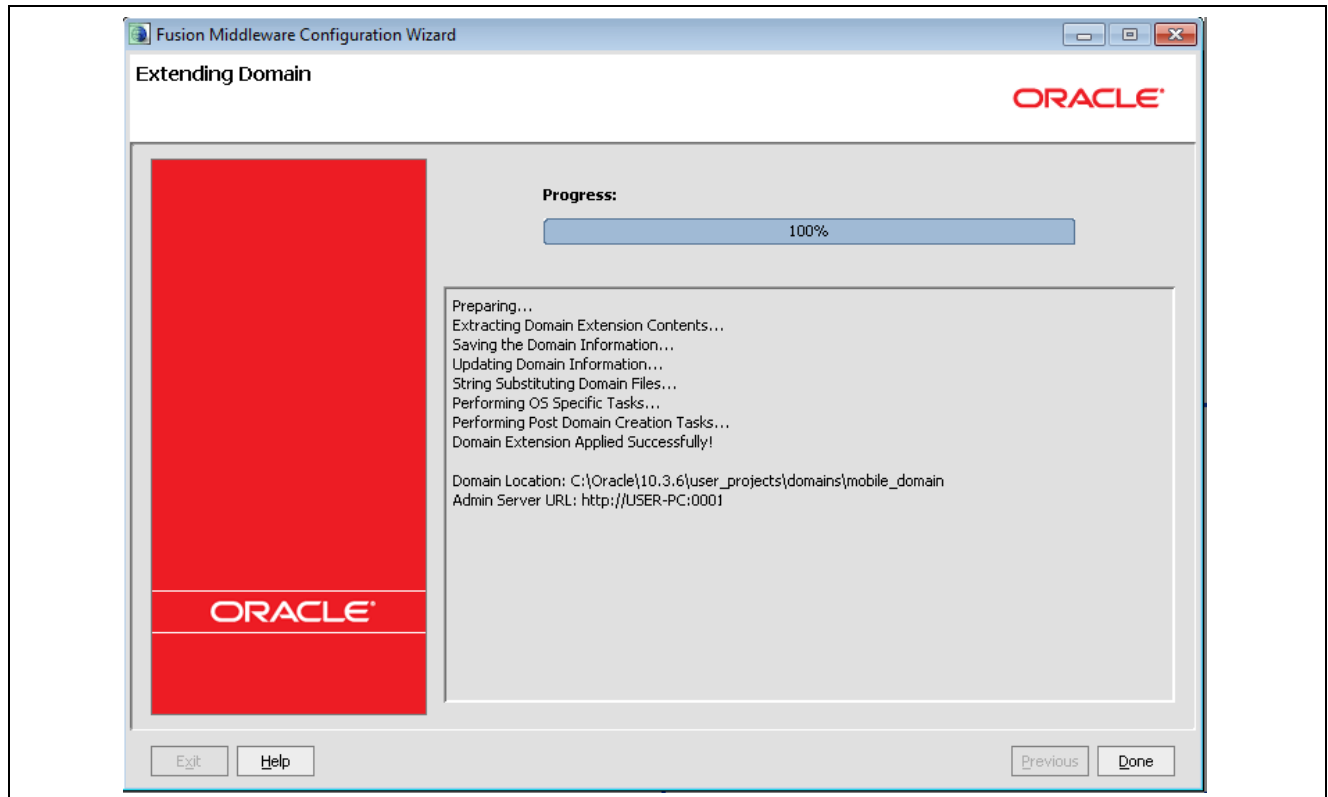 Fusion Middleware Configuration Wizard
Extending Domain
ORACLE
Progress:
100%
Preparing...
Extracting Domain Extension Contents...
Saving the Domain Information...
Updating Domain Information...
String Substituting Domain Files...
Performing OS Specific Tasks...
Performing Post Domain Creation Tasks...
Domain Extension Applied Successfully!
Domain Location: C:\Oracle\10.3.6\user_projects\domains\mobile_domain
Admin Server URL: http://USER-PC:0001
ORACLE
Exit Help Previous Done